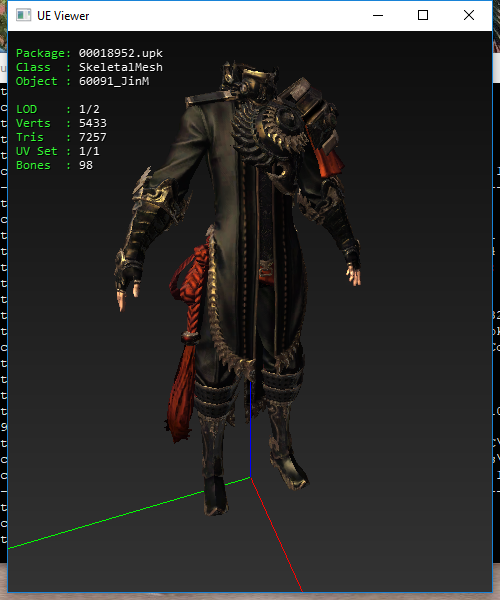 UE Viewer
Package: 00018952.upk
Class : SkeletalMesh
Object : 60091_JinM
LOD : 1/2
Verts : 5433
Tris : 7257
UV Set : 1/1
Bones : 98